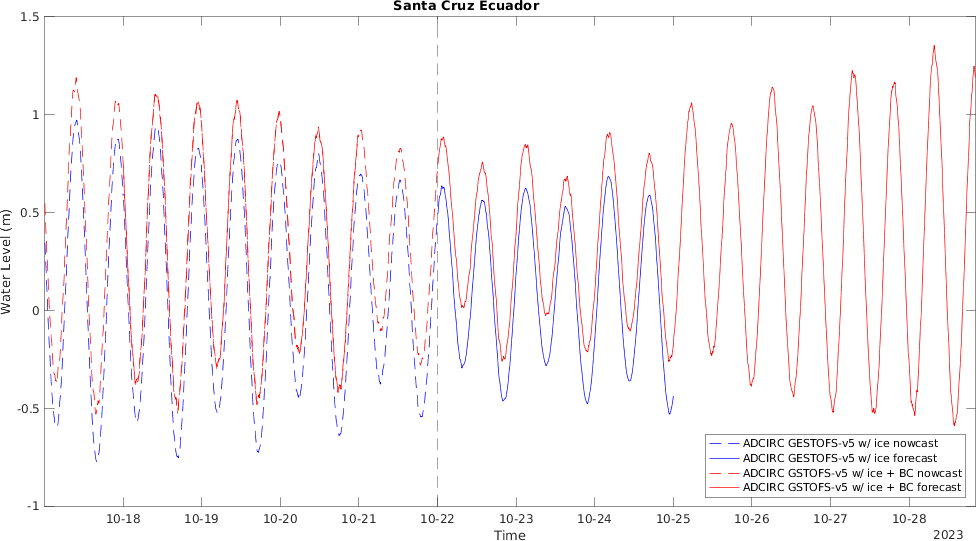 Santa Cruz Ecuador
1.5
1
0.5
0
-0.5
-1
Water Level (m)
10-18 10-19 10-20 10-21 10-22 10-23 10-24 10-25 10-26 10-27 10-28
Time
2023
ADCIRC GESTOFS-v5 w/ ice nowcast
ADCIRC GESTOFS-v5 w/ ice forecast
ADCIRC GSTOFS-v5 w/ ice + BC nowcast
ADCIRC GSTOFS-v5 w/ ice + BC forecast